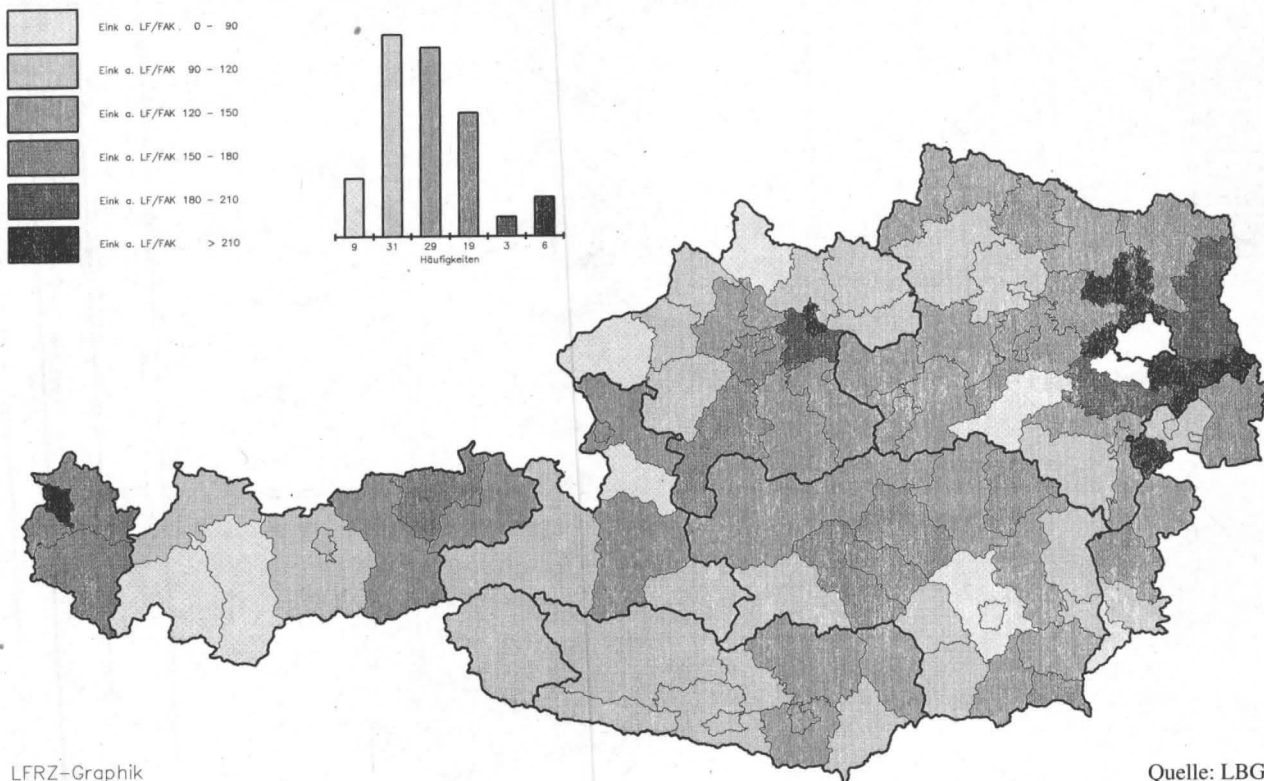 Eink a. LF/FAK 0 - 90
Eink a. LF/FAK 90 - 120
Eink a. LF/FAK 120 - 150
Eink a. LF/FAK 150 - 180
Eink a. LF/FAK 180 - 210
Eink a. LF/FAK > 210
9 31 29 19 3 6
Häufigkeiten
LFRZ-Graphik
Quelle: LBG